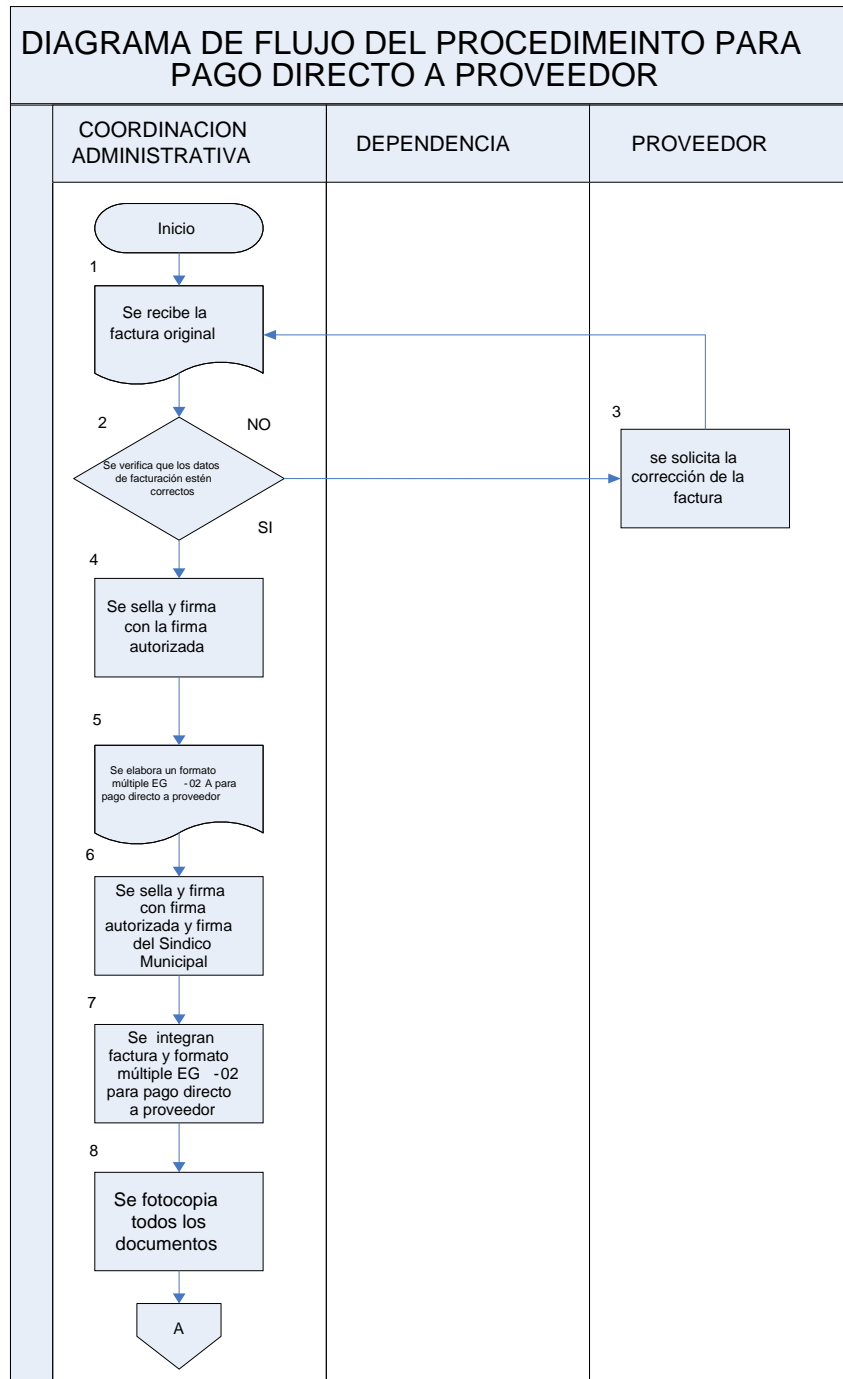 DIAGRAMA DE FLUJO DEL PROCEDIMEINTO PARA
PAGO DIRECTO A PROVEEDOR
COORDINACION
ADMINISTRATIVA
DEPENDENCIA
PROVEEDOR
Inicio
1
Se recibe la
factura original
2
NO
Se verifica que los datos
de facturación estén
correctos
SI
3
se solicita la
corrección de la
factura
4
Se sella y firma
con la firma
autorizada
5
Se elabora un formato
múltiple EG -02 A para
pago directo a proveedor
6
Se sella y firma
con firma
autorizada y firma
del Sindico
Municipal
7
Se integran
factura y formato
múltiple EG -02
para pago directo
a proveedor
8
Se fotocopia
todos los
documentos
A